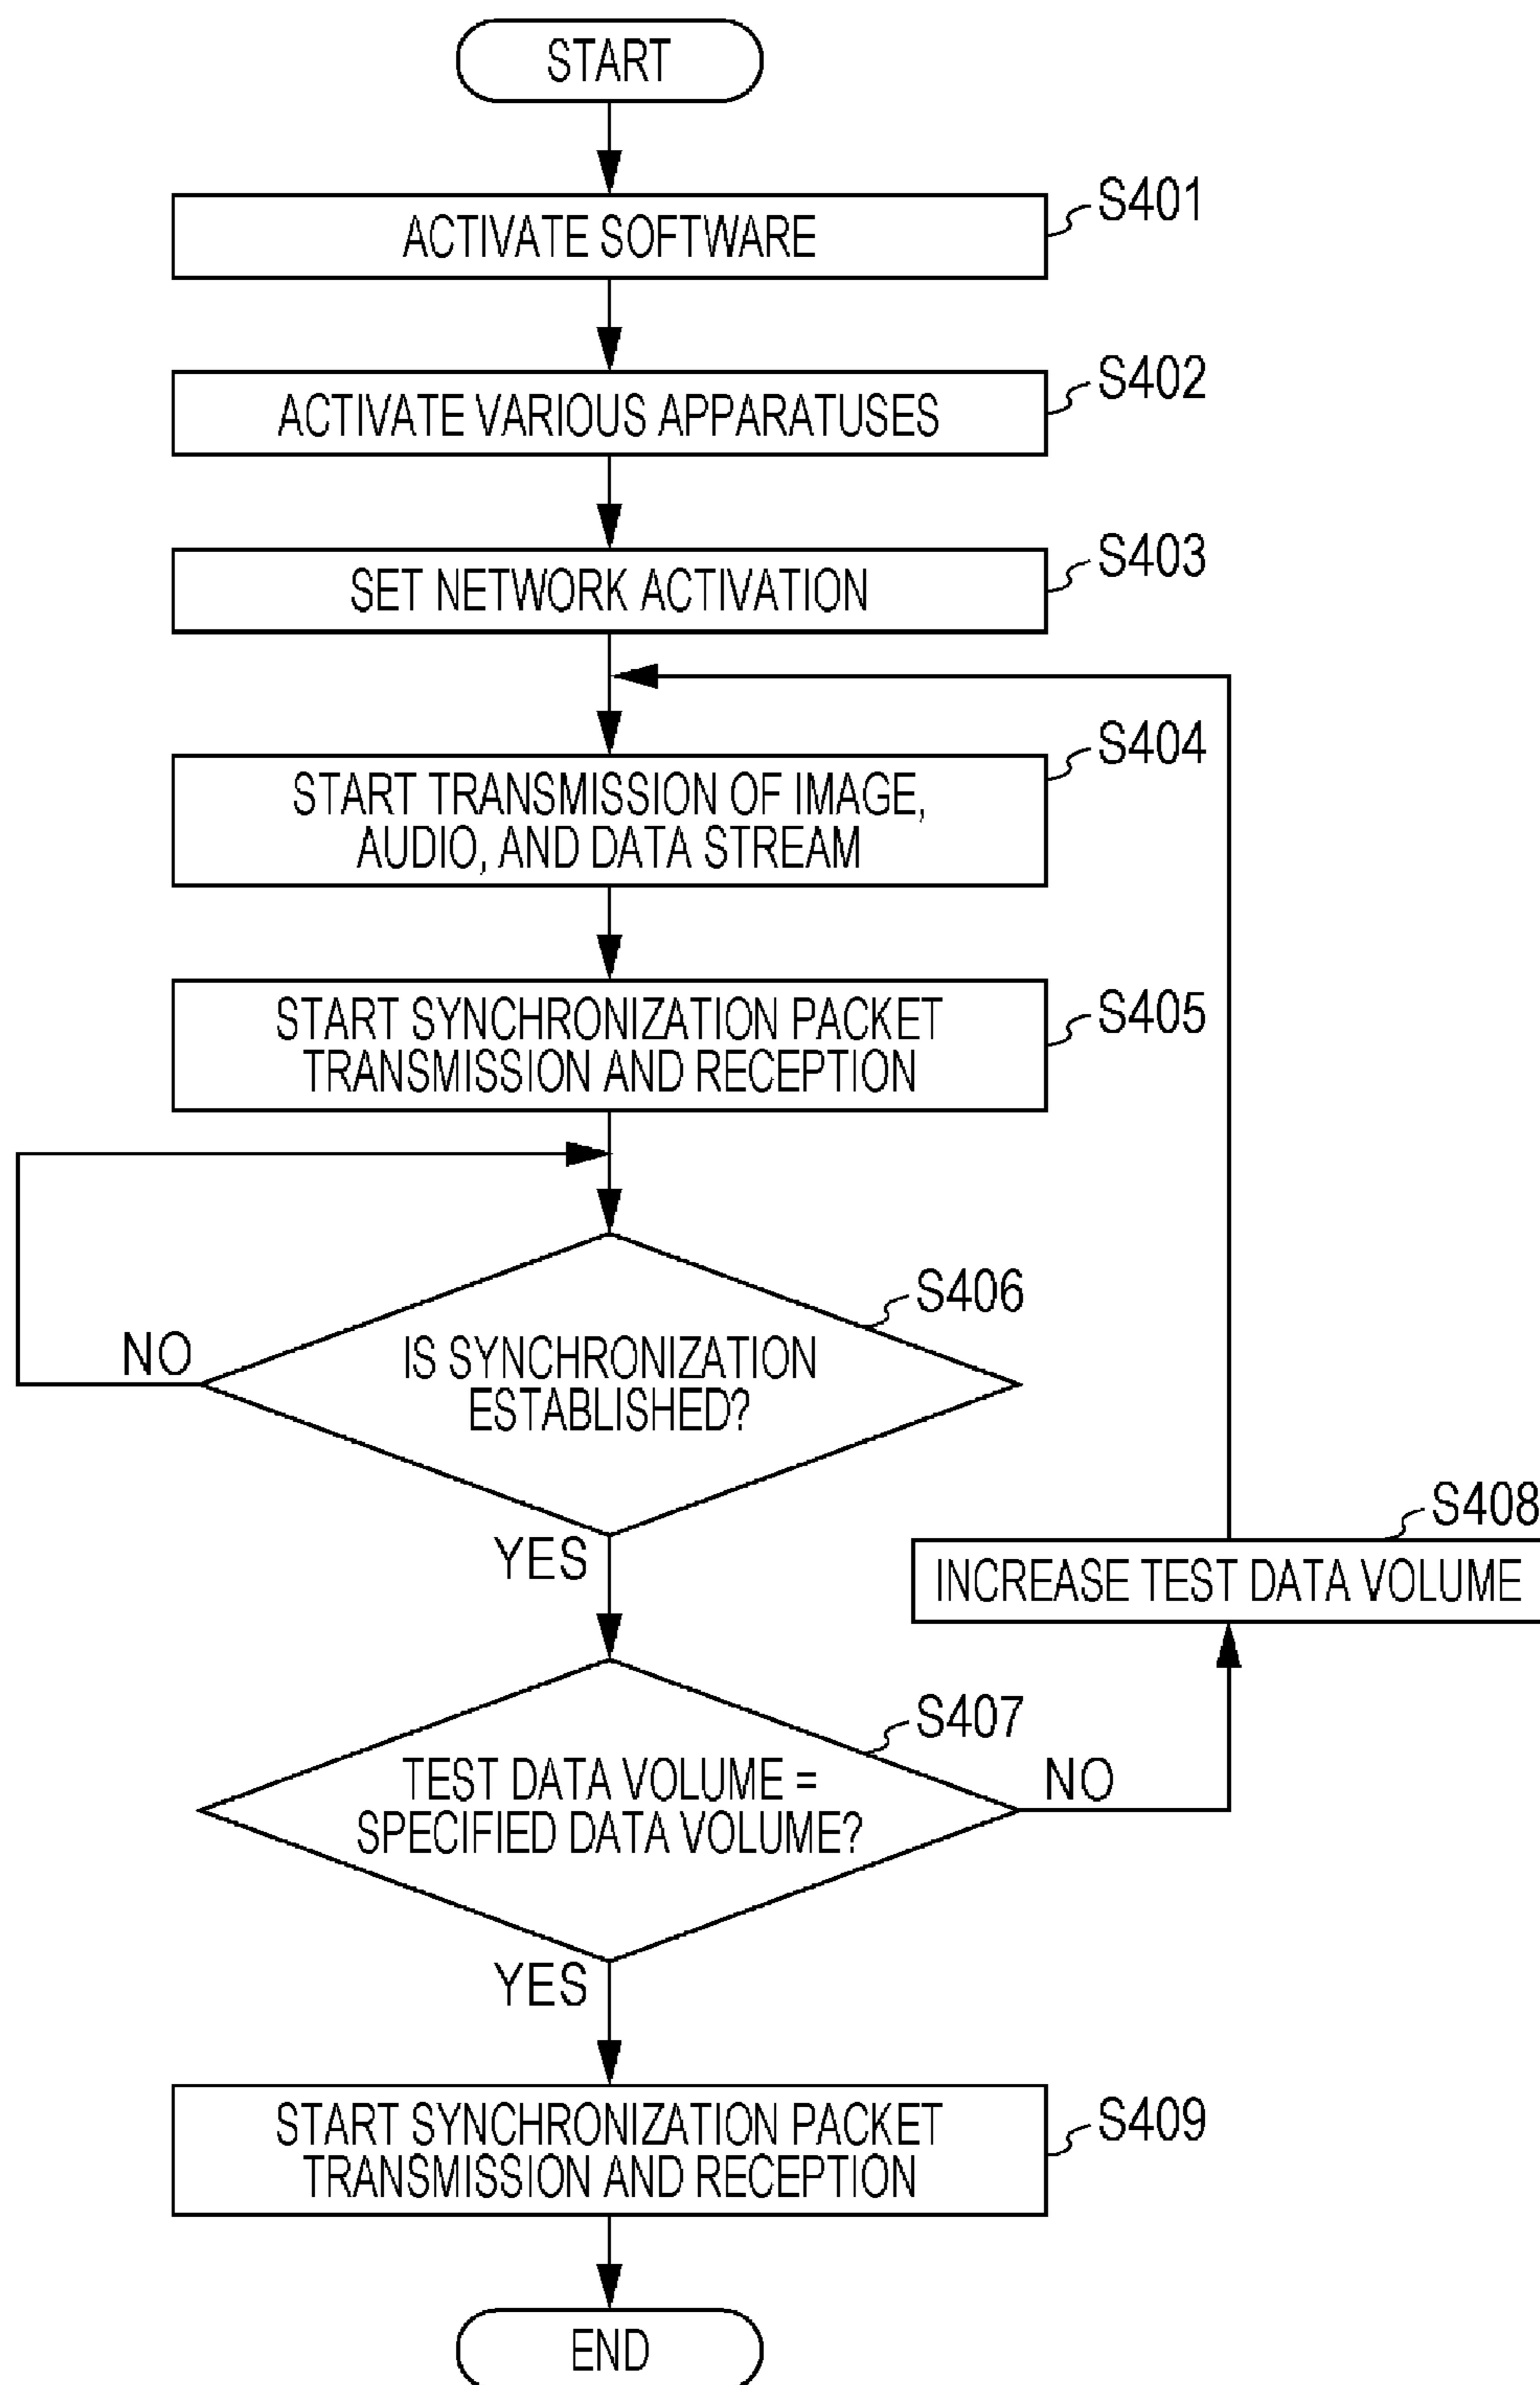 START
ACTIVATE SOFTWARE
S401
ACTIVATE VARIOUS APPARATUSES
S402
SET NETWORK ACTIVATION
S403
START TRANSMISSION OF IMAGE,
AUDIO, AND DATA STREAM
S404
START SYNCHRONIZATION PACKET
TRANSMISSION AND RECEPTION
S405
IS SYNCHRONIZATION
ESTABLISHED?
S406
NO
YES
S408
INCREASE TEST DATA VOLUME
TEST DATA VOLUME =
SPECIFIED DATA VOLUME?
S407
NO
YES
START SYNCHRONIZATION PACKET
TRANSMISSION AND RECEPTION
S409
END